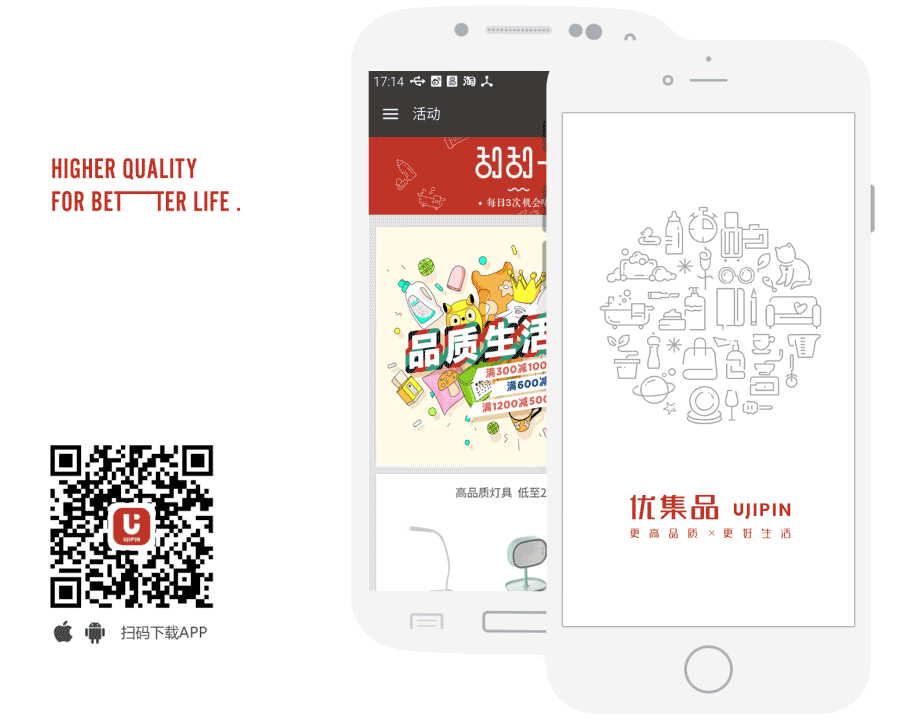 HIGHER QUALITY
FOR BETTER LIFE .
UJIPIN
扫码下载APP
17:14
活动
刮刮
• 每日3次机会
品质生活
满300减100
满600减
满1200减500
高品质灯具 低至2
优集品 UJIPIN
更高品质×更好生活